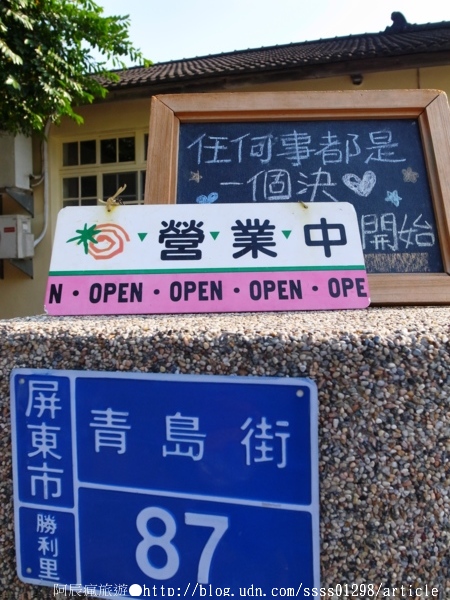 任何事都是
一個決
開始
營業中
N · OPEN · OPEN · OPEN · OPE
屏東市
勝利里
青島街
87
阿辰瘋旅遊●http://blog.udn.com/ssss01298/article